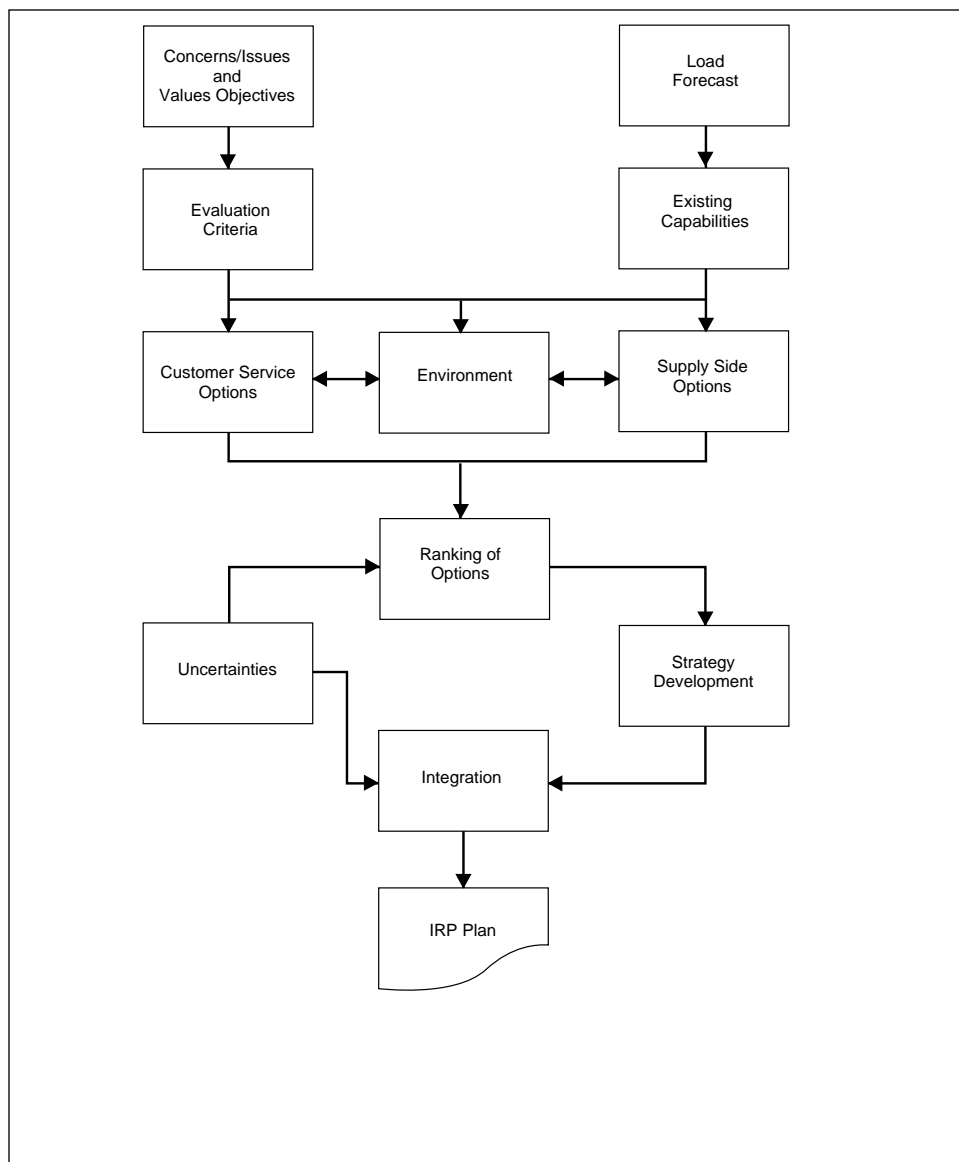 Concerns/Issues
and
Values Objectives
Load
Forecast
Evaluation
Criteria
Existing
Capabilities
Customer Service
Options
Environment
Supply Side
Options
Ranking of
Options
Uncertainties
Strategy
Development
Integration
IRP Plan